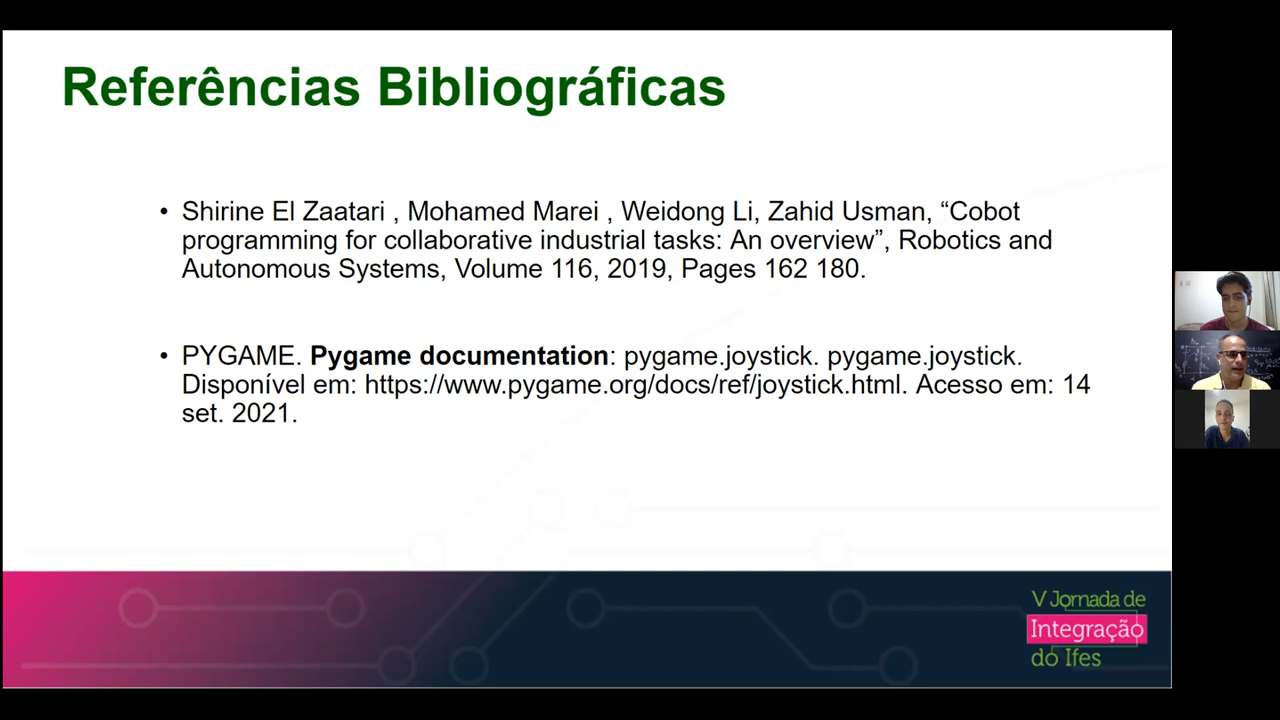 Referências Bibliográficas
• Shirine El Zaatari , Mohamed Marei , Weidong Li, Zahid Usman, “Cobot
programming for collaborative industrial tasks: An overview”, Robotics and
Autonomous Systems, Volume 116, 2019, Pages 162 180.
• PYGAME. Pygame documentation: pygame.joystick. pygame.joystick.
Disponível em: https://www.pygame.org/docs/ref/joystick.html. Acesso em: 14
set. 2021.
V Jornada de
Integração
do Ifes